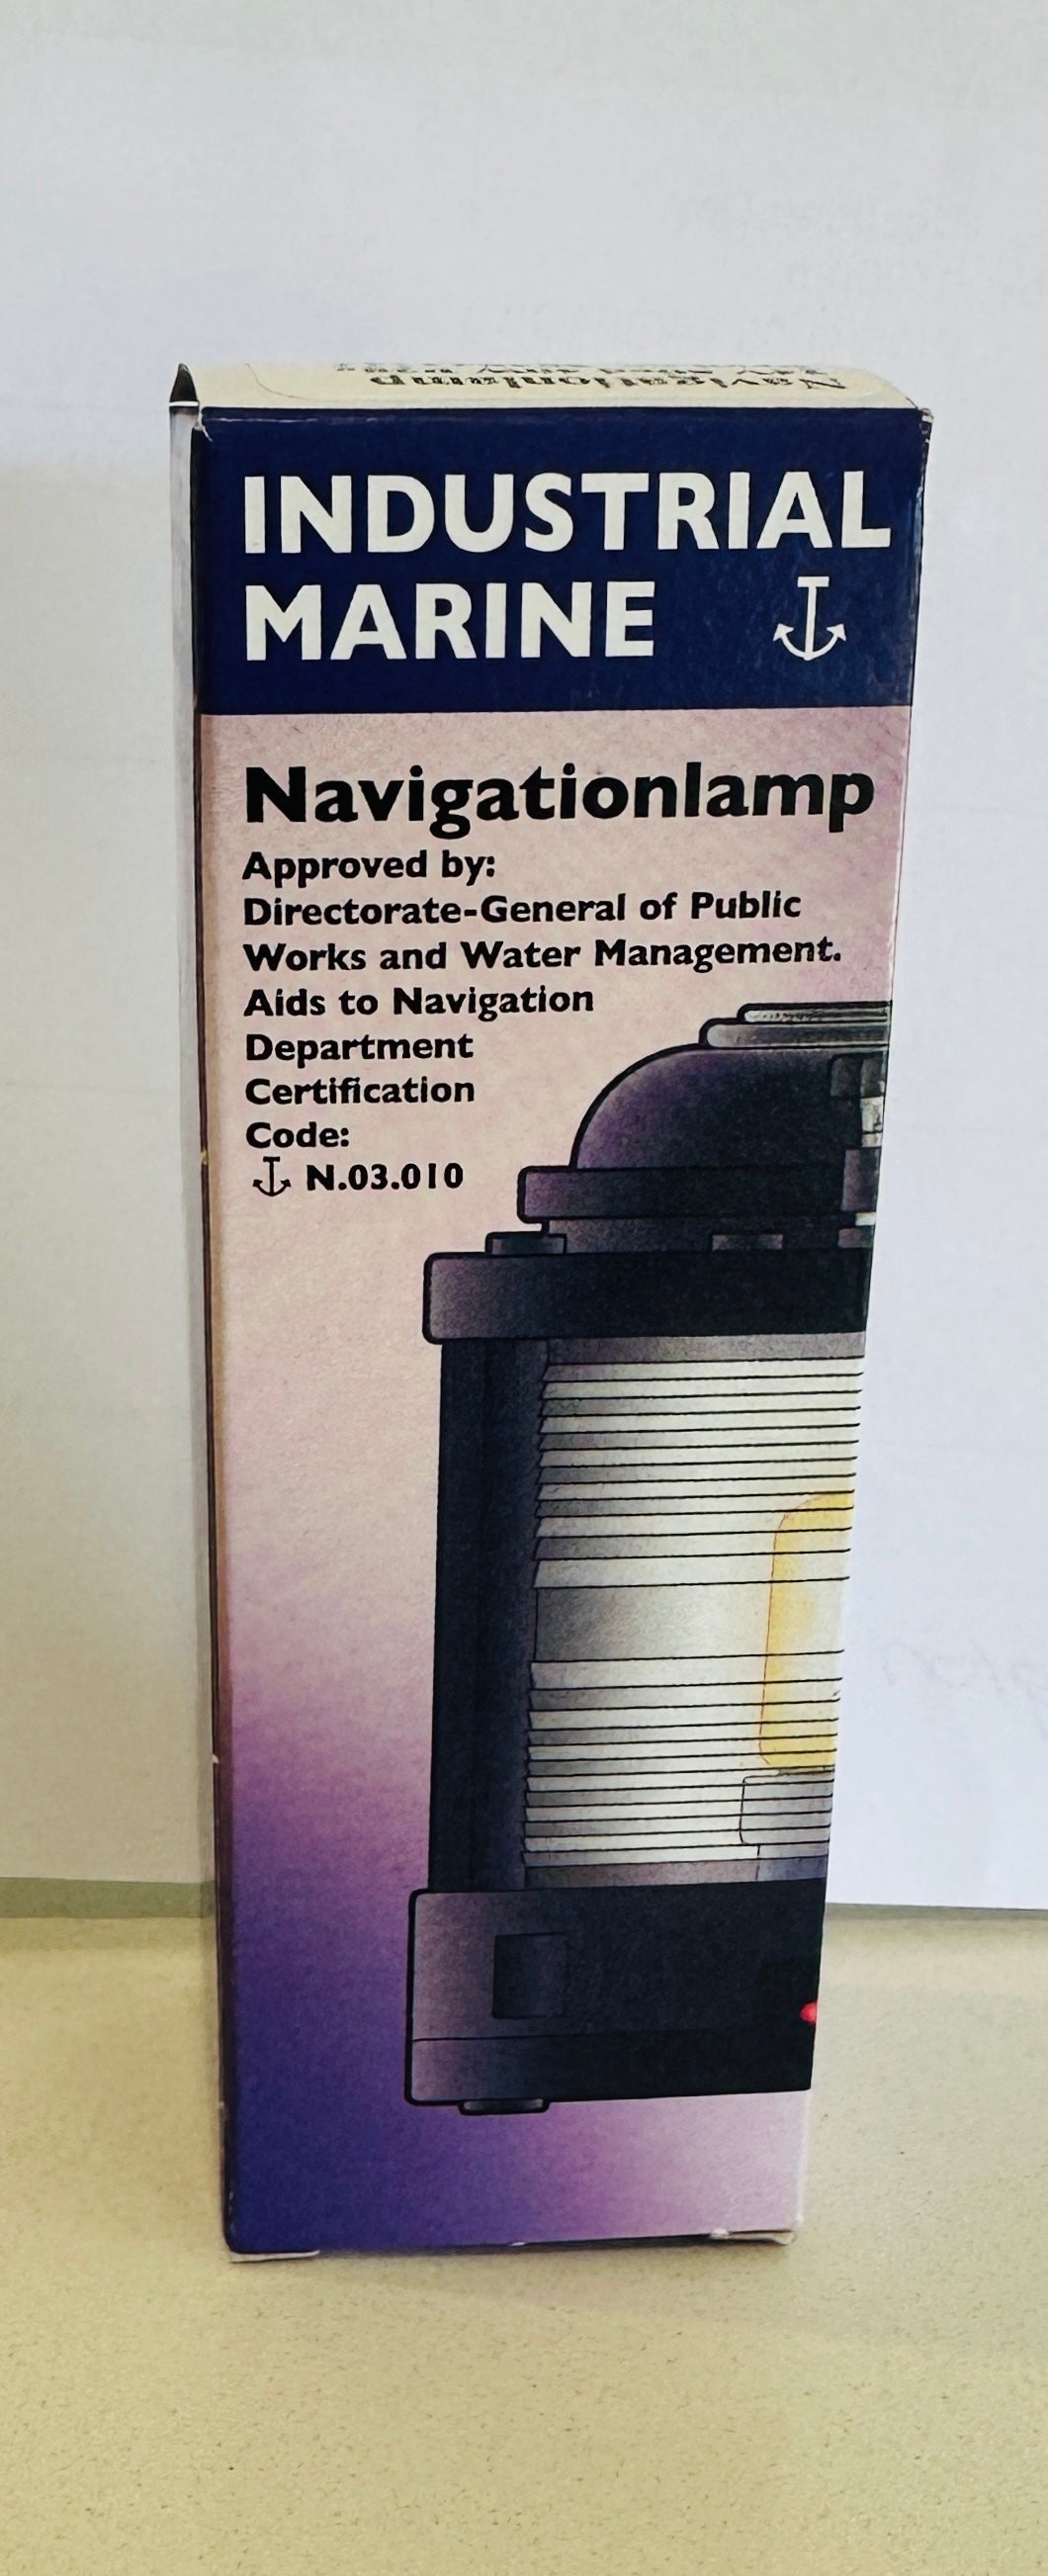 Navigationlamp
INDUSTRIAL
MARINE
Navigationlamp
Approved by:
Directorate-General of Public
Works and Water Management.
Aids to Navigation
Department
Certification
Code:
N.03.010